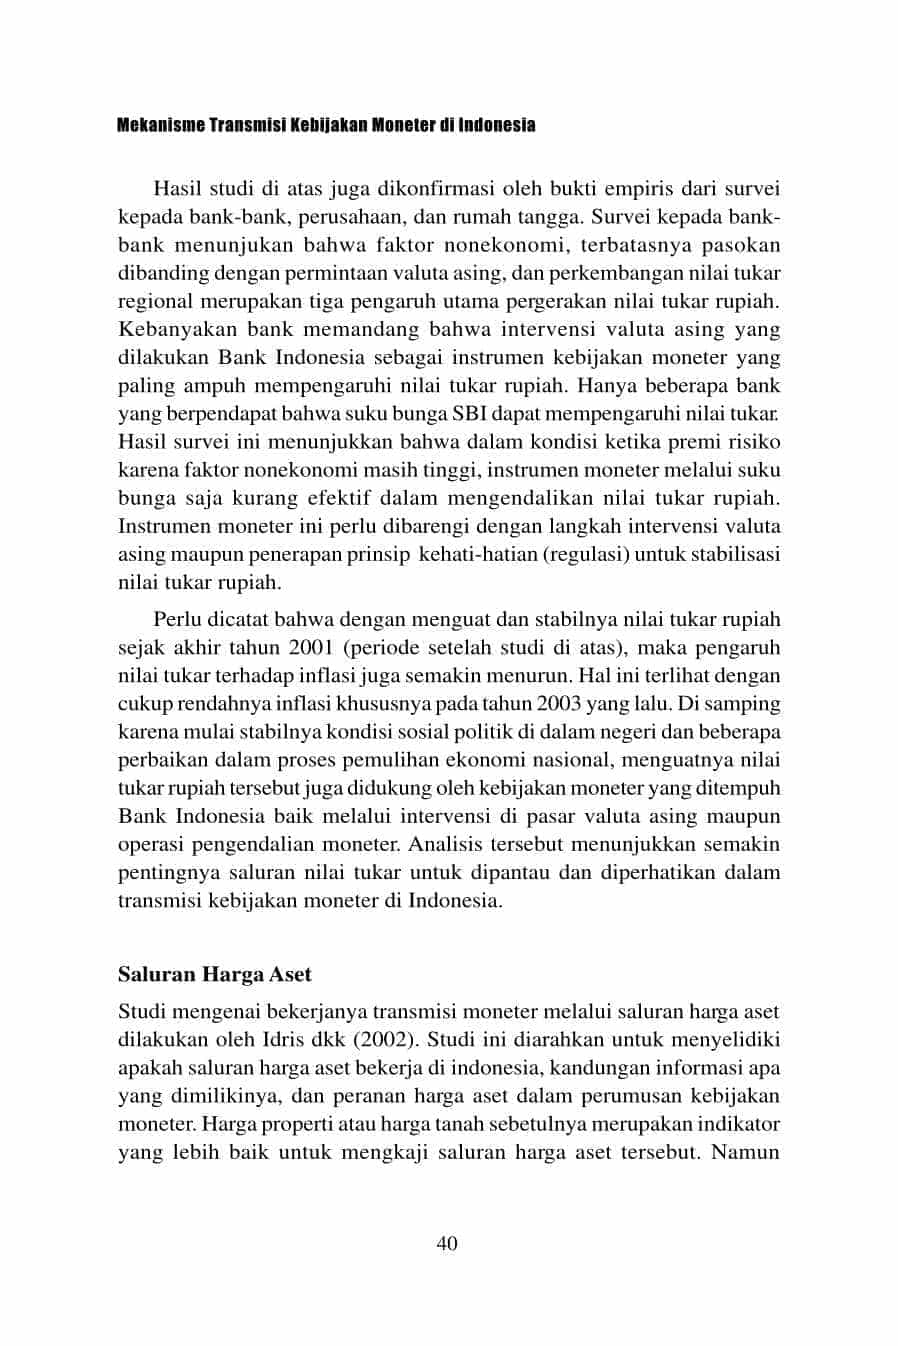 Mekanisme Transmisi Kebijakan Moneter di Indonesia
Hasil studi di atas juga dikonfirmasi oleh bukti empiris dari survei
kepada bank-bank, perusahaan, dan rumah tangga. Survei kepada bank-
bank menunjukan bahwa faktor nonekonomi, terbatasnya pasokan
dibanding dengan permintaan valuta asing, dan perkembangan nilai tukar
regional merupakan tiga pengaruh utama pergerakan nilai tukar rupiah.
Kebanyakan bank memandang bahwa intervensi valuta asing yang
dilakukan Bank Indonesia sebagai instrumen kebijakan moneter yang
paling ampuh mempengaruhi nilai tukar rupiah. Hanya beberapa bank
yang berpendapat bahwa suku bunga SBI dapat mempengaruhi nilai tukar.
Hasil survei ini menunjukkan bahwa dalam kondisi ketika premi risiko
karena faktor nonekonomi masih tinggi, instrumen moneter melalui suku
bunga saja kurang efektif dalam mengendalikan nilai tukar rupiah.
Instrumen moneter ini perlu dibarengi dengan langkah intervensi valuta
asing maupun penerapan prinsip kehati-hatian (regulasi) untuk stabilisasi
nilai tukar rupiah.
Perlu dicatat bahwa dengan menguat dan stabilnya nilai tukar rupiah
sejak akhir tahun 2001 (periode setelah studi di atas), maka pengaruh
nilai tukar terhadap inflasi juga semakin menurun. Hal ini terlihat dengan
cukup rendahnya inflasi khususnya pada tahun 2003 yang lalu. Di samping
karena mulai stabilnya kondisi sosial politik di dalam negeri dan beberapa
perbaikan dalam proses pemulihan ekonomi nasional, menguatnya nilai
tukar rupiah tersebut juga didukung oleh kebijakan moneter yang ditempuh
Bank Indonesia baik melalui intervensi di pasar valuta asing maupun
operasi pengendalian moneter. Analisis tersebut menunjukkan semakin
pentingnya saluran nilai tukar untuk dipantau dan diperhatikan dalam
transmisi kebijakan moneter di Indonesia.
Saluran Harga Aset
Studi mengenai bekerjanya transmisi moneter melalui saluran harga aset
dilakukan oleh Idris dkk (2002). Studi ini diarahkan untuk menyelidiki
apakah saluran harga aset bekerja di indonesia, kandungan informasi apa
yang dimilikinya, dan peranan harga aset dalam perumusan kebijakan
moneter. Harga properti atau harga tanah sebetulnya merupakan indikator
yang lebih baik untuk mengkaji saluran harga aset tersebut. Namun
40